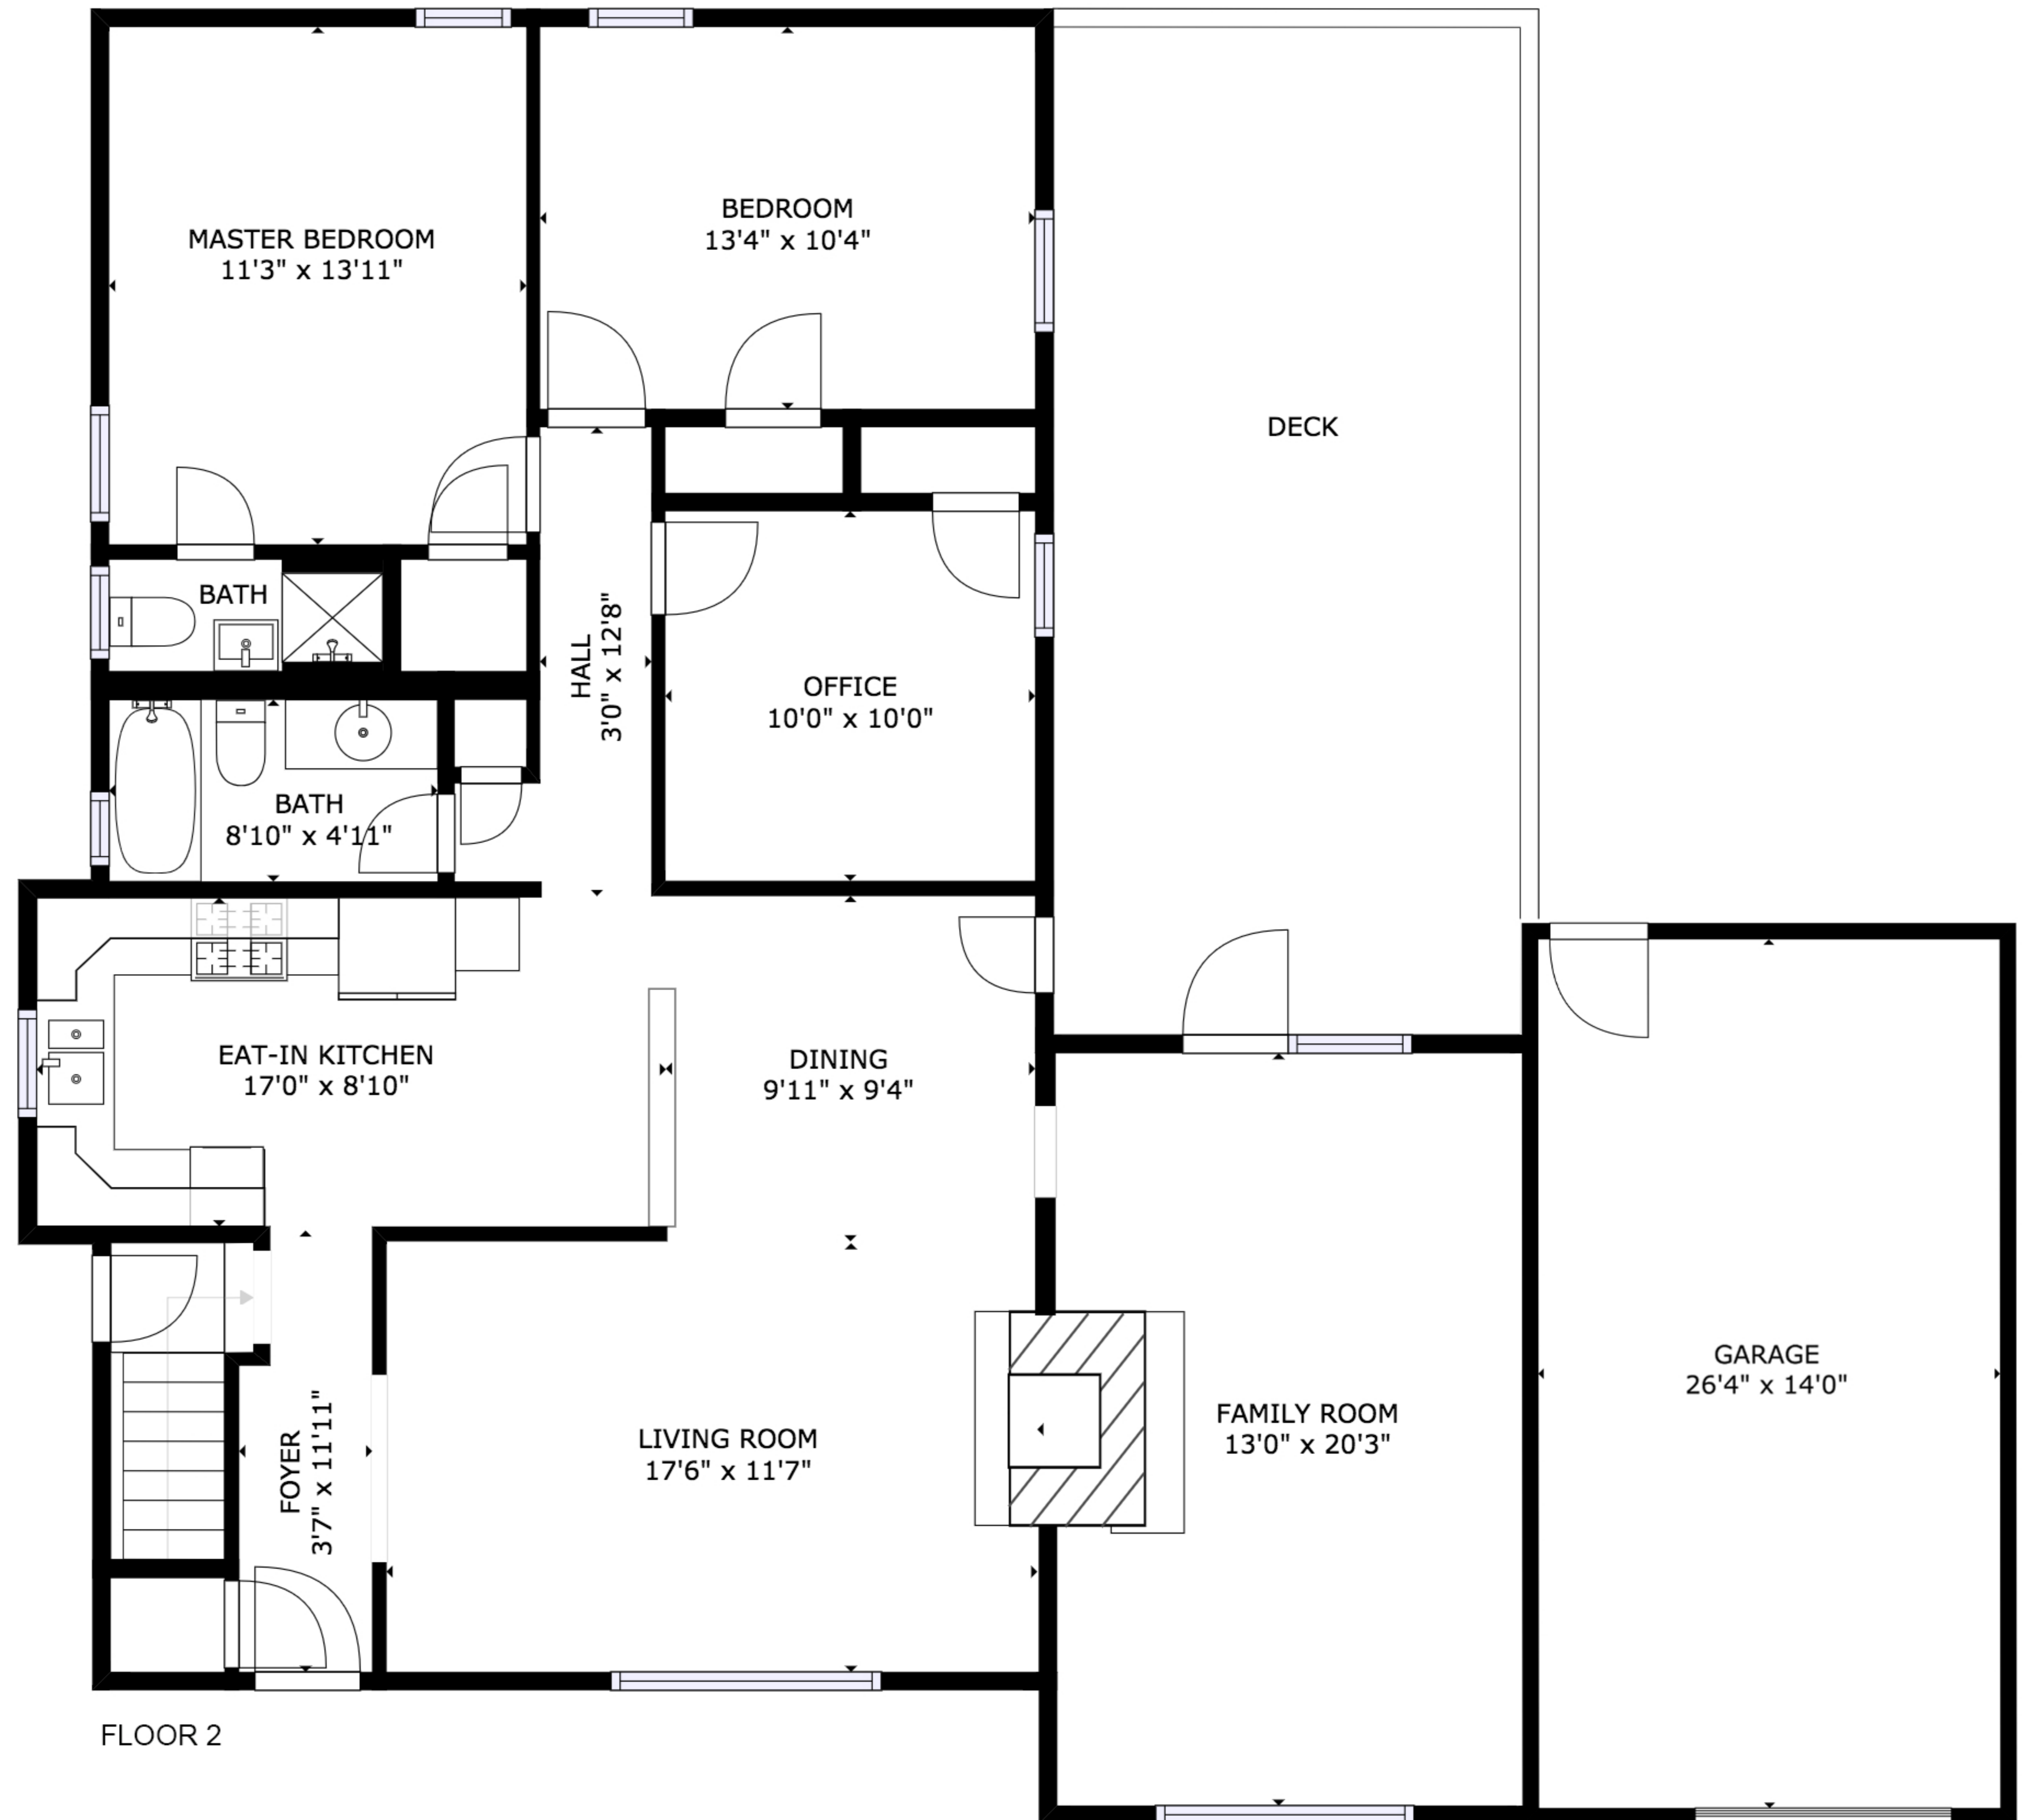 MASTER BEDROOM
11'3" x 13'11"
BEDROOM
13'4" x 10'4"
DECK
BATH
HALL
3'0" x 12'8"
OFFICE
10'0" x 10'0"
BATH
8'10" x 4'11"
EAT-IN KITCHEN
17'0" x 8'10"
DINING
9'11" x 9'4"
GARAGE
26'4" x 14'0"
FAMILY ROOM
13'0" x 20'3"
LIVING ROOM
17'6" x 11'7"
FOYER
3'7" x 11'11"
FLOOR 2